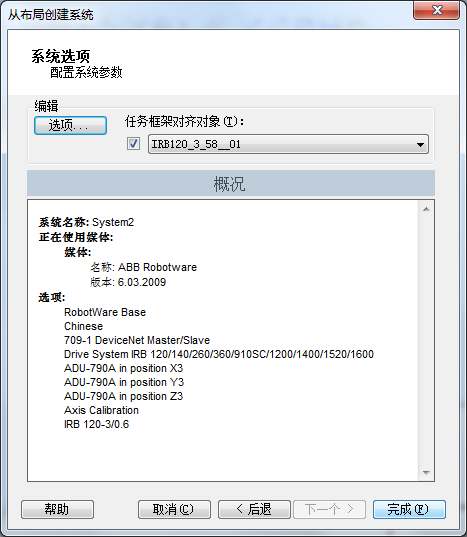 从布局创建系统
系统选项
配置系统参数
编辑
选项...
任务框架对齐对象(T):
IRB120_3_58__01
概况
系统名称: System2
正在使用媒体:
媒体:
名称: ABB Robotware
版本: 6.03.2009
选项:
RobotWare Base
Chinese
709-1 DeviceNet Master/Slave
Drive System IRB 120/140/260/360/910SC/1200/1400/1520/1600
ADU-790A in position X3
ADU-790A in position Y3
ADU-790A in position Z3
Axis Calibration
IRB 120-3/0.6
帮助
取消(C)
< 后退
下一个 >
完成(F)